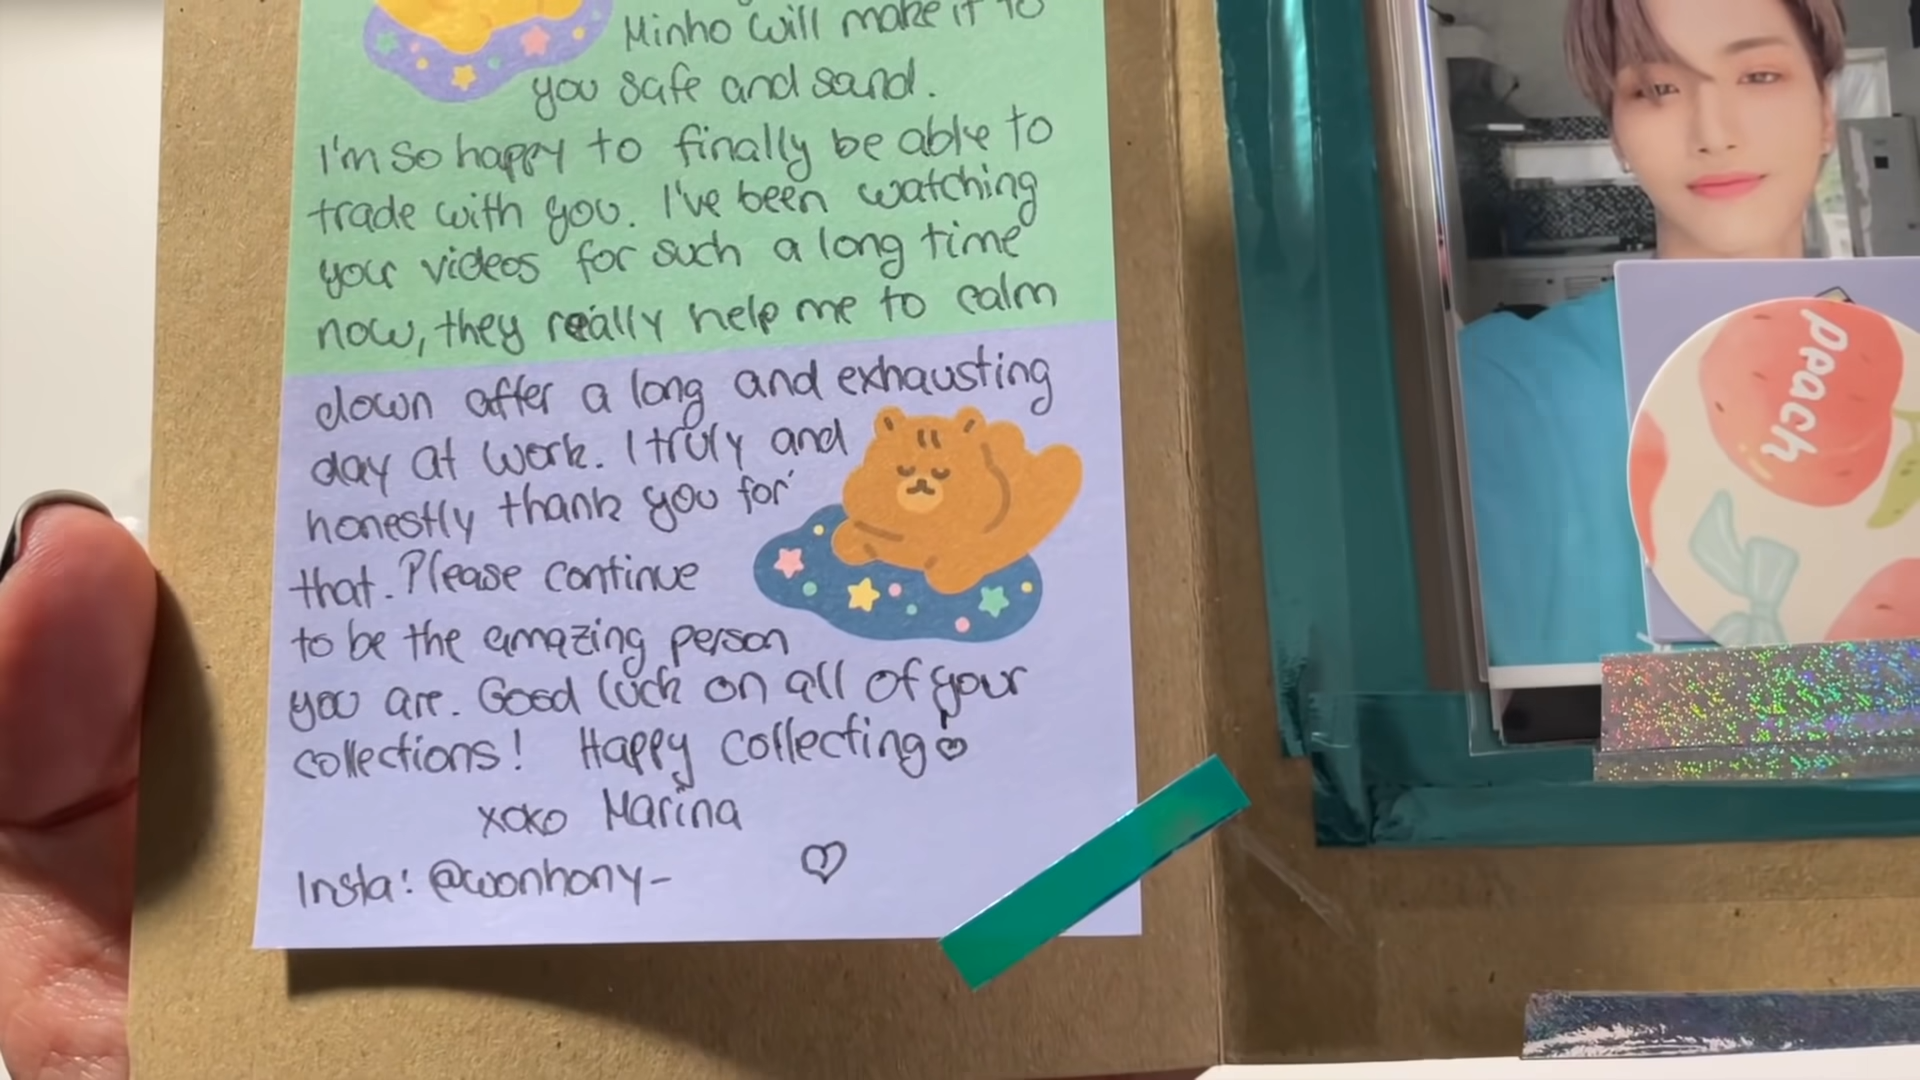 Minho will make it to
you safe and sand.
I'm so happy to finally be able to
trade with you. I've been watching
your videos for such a long time
now, they really help me to calm
down after a long and exhausting
day at work. I truly and
honestly thank you for
that. Please continue
to be the amazing person
you are. Good luck on all of your
collections! Happy collecting♡
xoxo Marina
Insta: @wonhony_ ♡
Peach